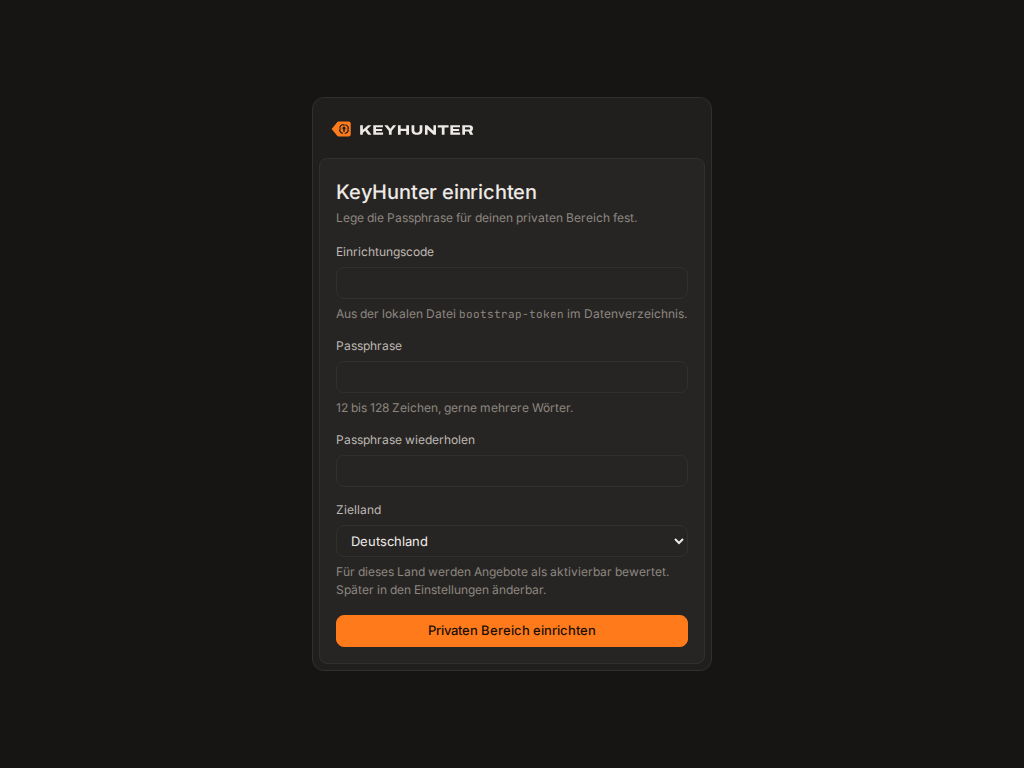 KEYHUNTER
KeyHunter einrichten
Lege die Passphrase für deinen privaten Bereich fest.
Einrichtungscode
Aus der lokalen Datei bootstrap-token im Datenverzeichnis.
Passphrase
12 bis 128 Zeichen, gerne mehrere Wörter.
Passphrase wiederholen
Zielland
Deutschland
Für dieses Land werden Angebote als aktivierbar bewertet.
Später in den Einstellungen änderbar.
Privaten Bereich einrichten